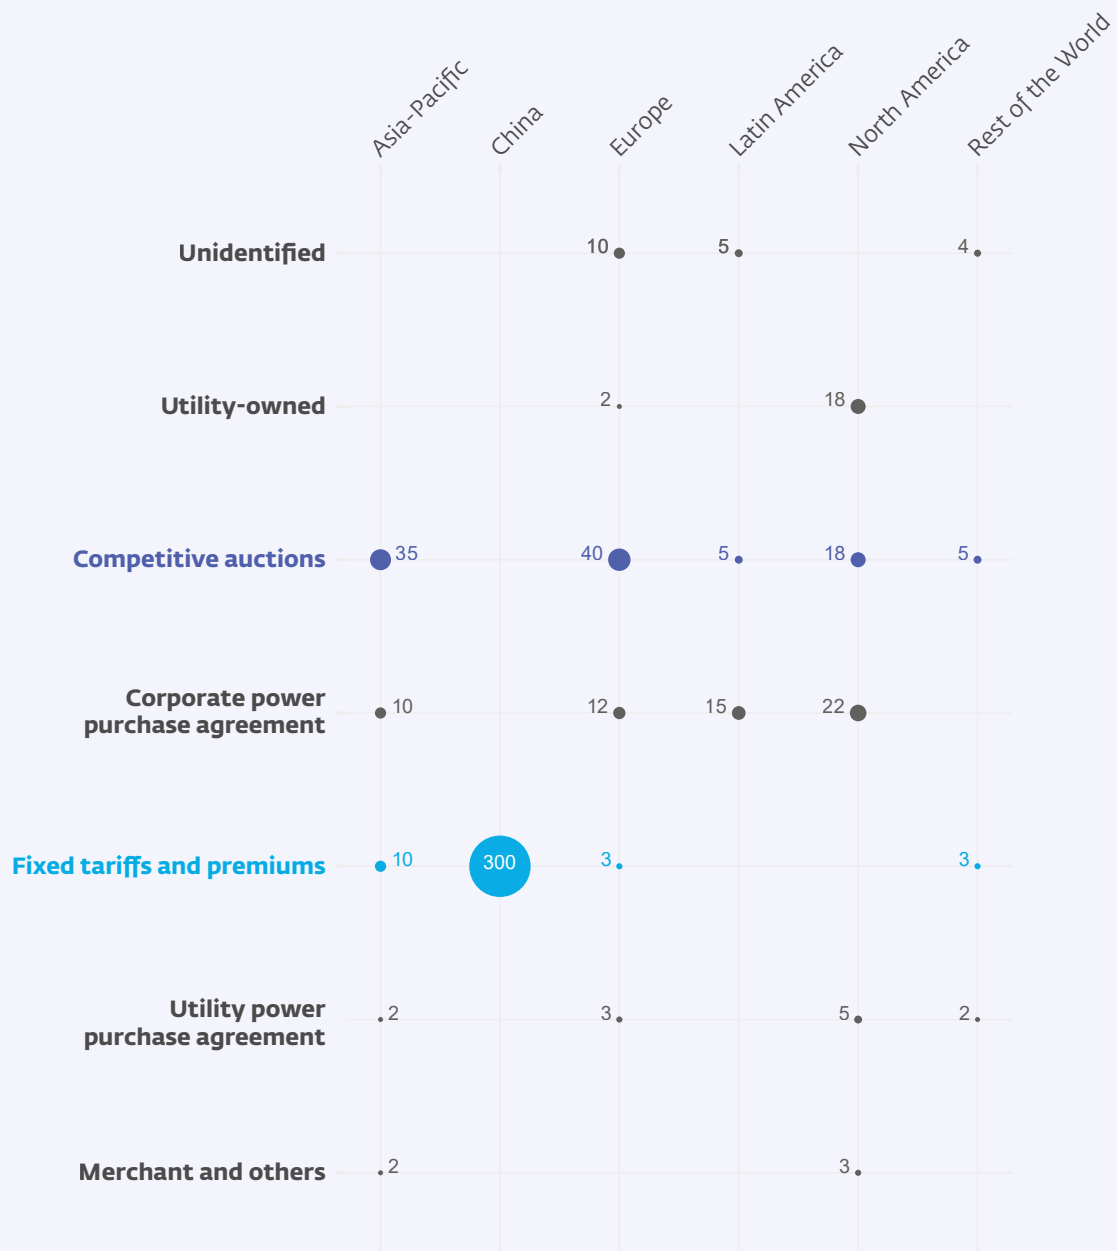 Asia-Pacific
China
Europe
Latin America
North America
Rest of the World
Unidentified
10
5
4
Utility-owned
2
18
Competitive auctions
35
40
5
18
5
Corporate power
purchase agreement
10
12
15
22
Fixed tariffs and premiums
10
300
3
3
Utility power
purchase agreement
2
3
5
2
Merchant and others
2
3